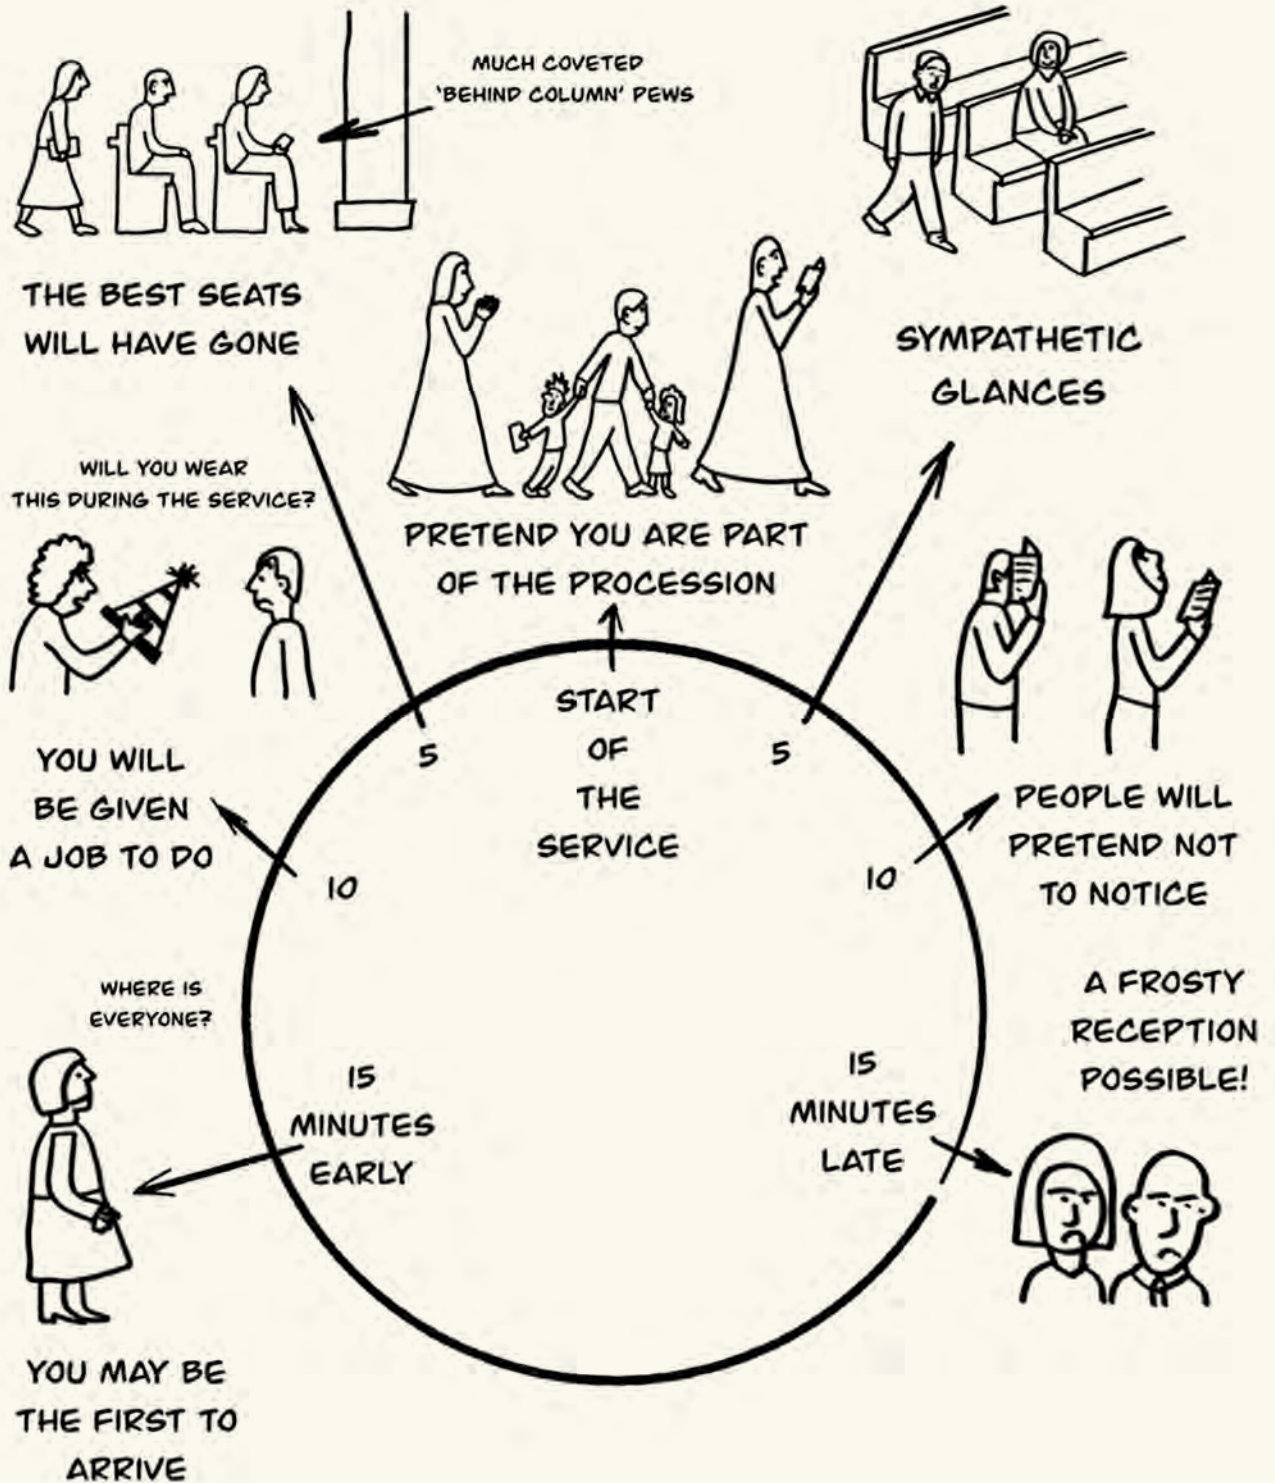 MUCH COVETED
'BEHIND COLUMN' PEWS
THE BEST SEATS
WILL HAVE GONE
SYMPATHETIC
GLANCES
WILL YOU WEAR
THIS DURING THE SERVICE?
PRETEND YOU ARE PART
OF THE PROCESSION
START
OF
THE
SERVICE
5
5
YOU WILL
BE GIVEN
A JOB TO DO
10
10
PEOPLE WILL
PRETEND NOT
TO NOTICE
WHERE IS
EVERYONE?
15
MINUTES
EARLY
15
MINUTES
LATE
A FROSTY
RECEPTION
POSSIBLE!
YOU MAY BE
THE FIRST TO
ARRIVE